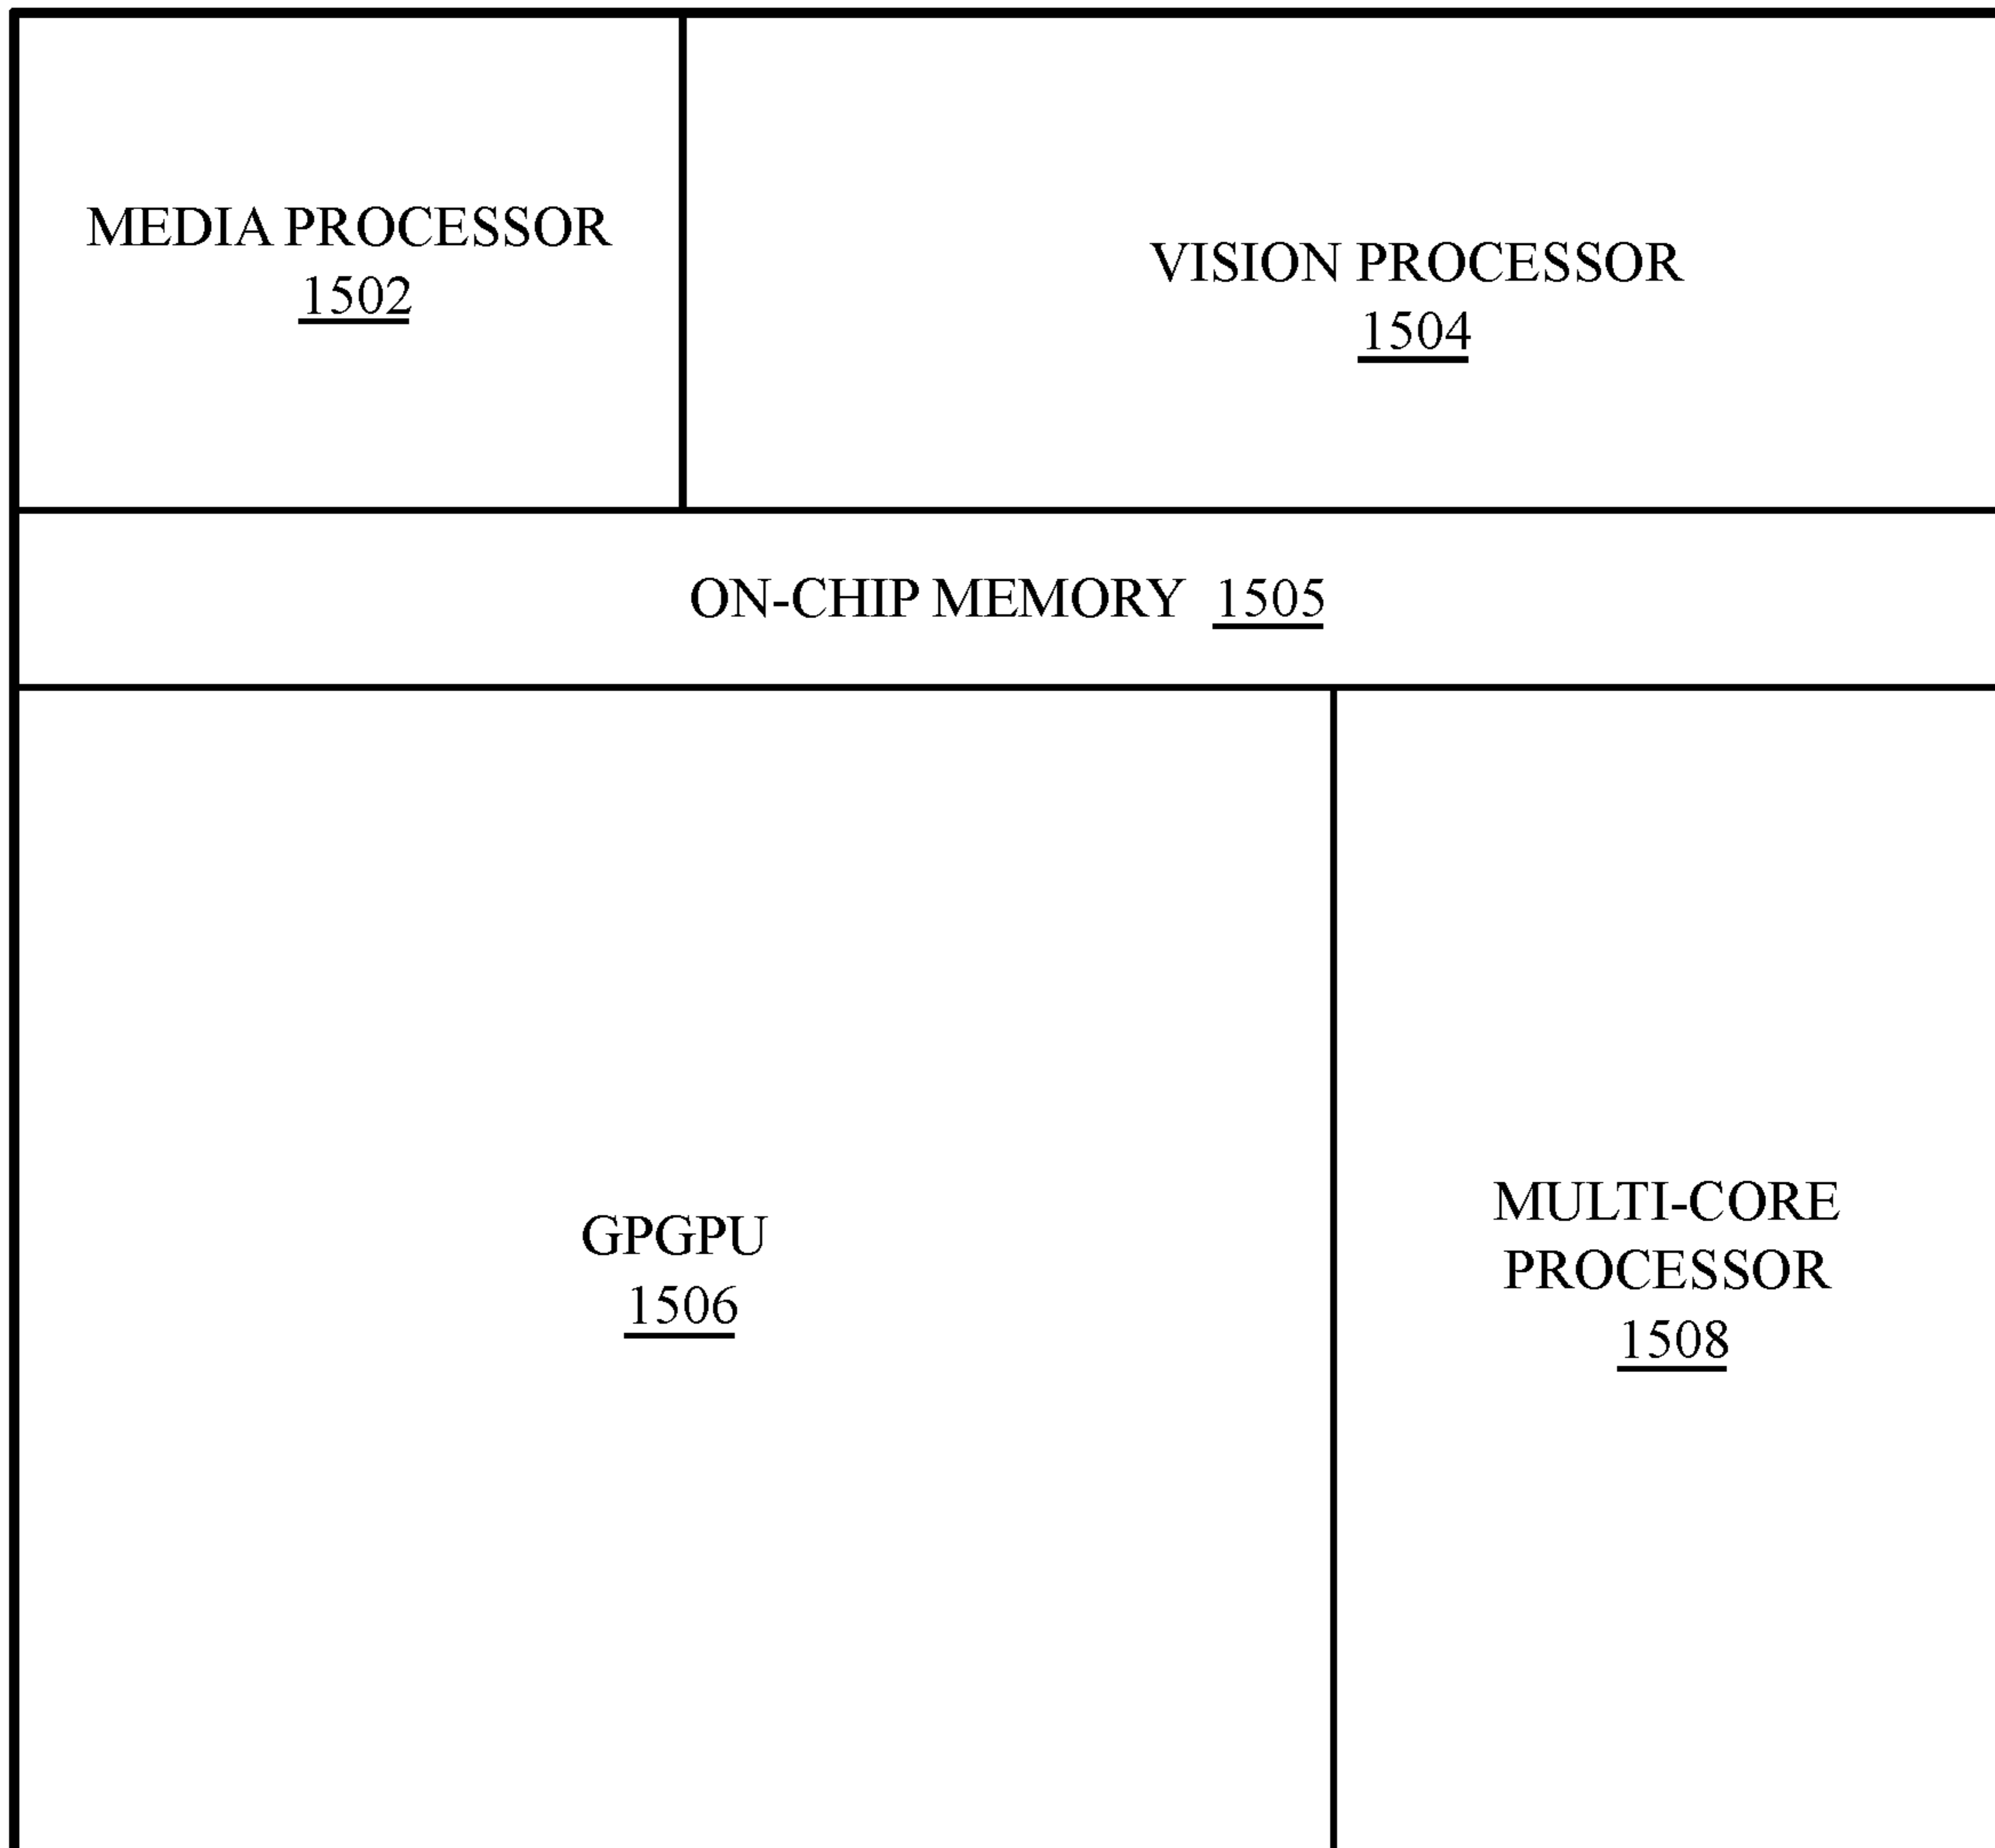 MEDIA PROCESSOR
1502
VISION PROCESSOR
1504
ON-CHIP MEMORY 1505
GPGPU
1506
MULTI-CORE
PROCESSOR
1508